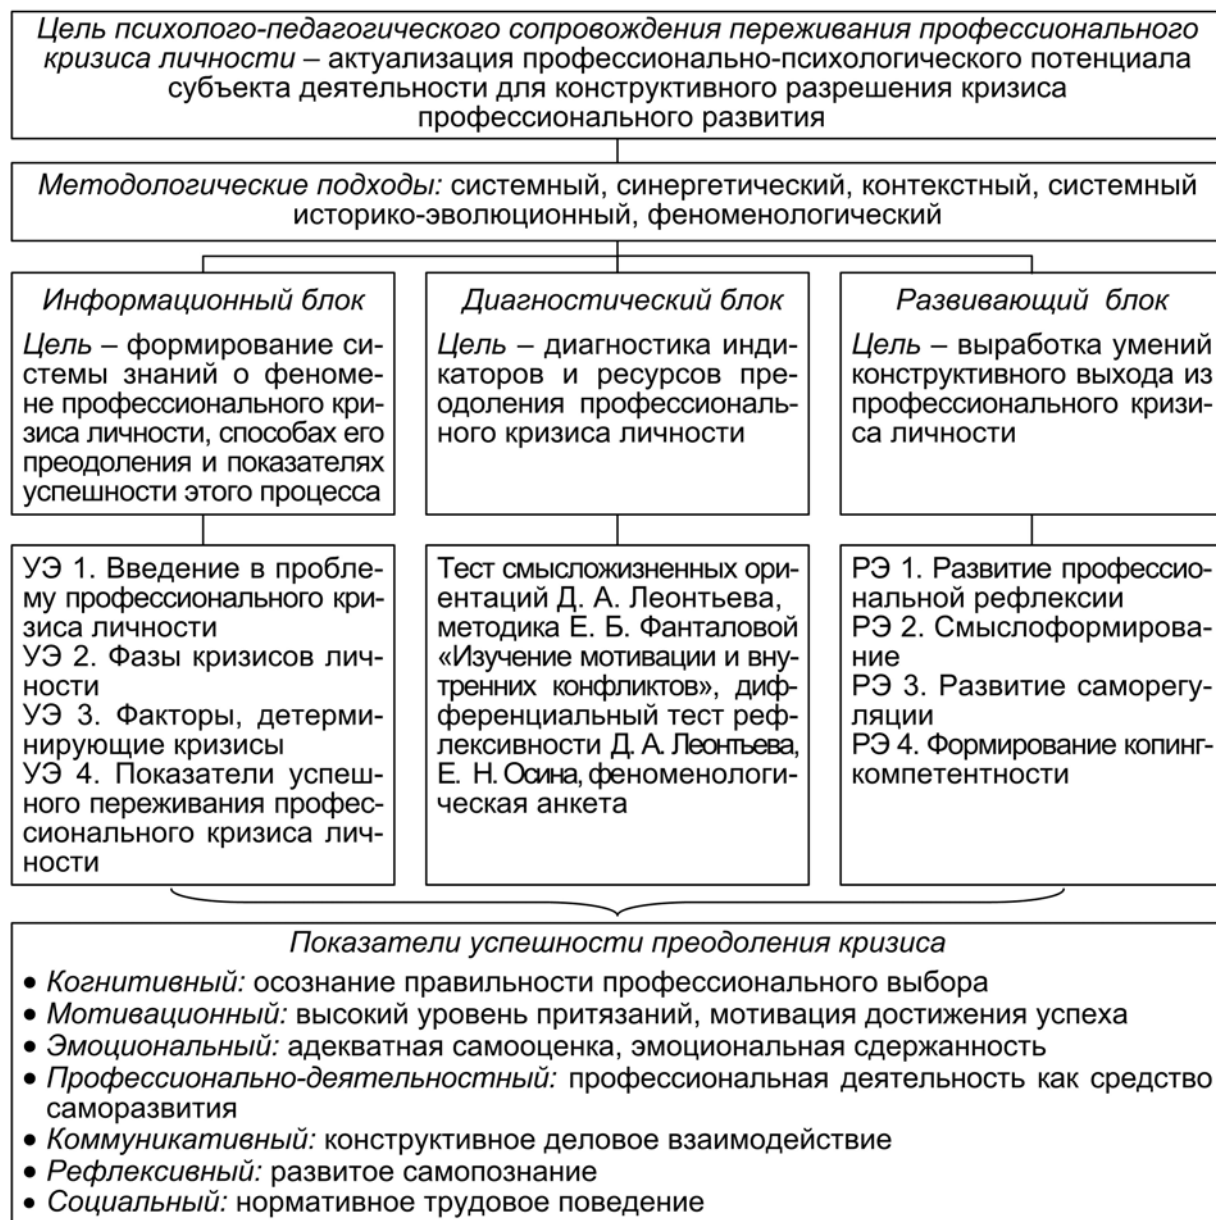 Цель психолого-педагогического сопровождения переживания профессионального
кризиса личности – актуализация профессионально-психологического потенциала
субъекта деятельности для конструктивного разрешения кризиса
профессионального развития
Методологические подходы: системный, синергетический, контекстный, системный
историко-эволюционный, феноменологический
Информационный блок
Цель – формирование си-
стемы знаний о феноме-
не профессионального кри-
зиса личности, способах его
преодоления и показателях
успешности этого процесса
Диагностический блок
Цель – диагностика инди-
каторов и ресурсов пре-
одоления профессиональ-
ного кризиса личности
Развивающий блок
Цель – выработка умений
конструктивного выхода из
профессионального кризи-
са личности
УЭ 1. Введение в пробле-
му профессионального кри-
зиса личности
УЭ 2. Фазы кризисов лич-
ности
УЭ 3. Факторы, детерми-
нирующие кризисы
УЭ 4. Показатели успеш-
ного переживания профес-
сионального кризиса лич-
ности
Тест смысложизненных ори-
ентаций Д. А. Леонтьева,
методика Е. Б. Фанталовой
«Изучение мотивации и вну-
тренних конфликтов», диф-
ференциальный тест реф-
лексивности Д. А. Леонтьева,
Е. Н. Осина, феноменологи-
ческая анкета
РЭ 1. Развитие профессио-
нальной рефлексии
РЭ 2. Смыслоформирова-
ние
РЭ 3. Развитие саморегу-
ляции
РЭ 4. Формирование копинг-
компетентности
Показатели успешности преодоления кризиса
• Когнитивный: осознание правильности профессионального выбора
• Мотивационный: высокий уровень притязаний, мотивация достижения успеха
• Эмоциональный: адекватная самооценка, эмоциональная сдержанность
• Профессионально-деятельностный: профессиональная деятельность как средство
саморазвития
• Коммуникативный: конструктивное деловое взаимодействие
• Рефлексивный: развитое самопознание
• Социальный: нормативное трудовое поведение